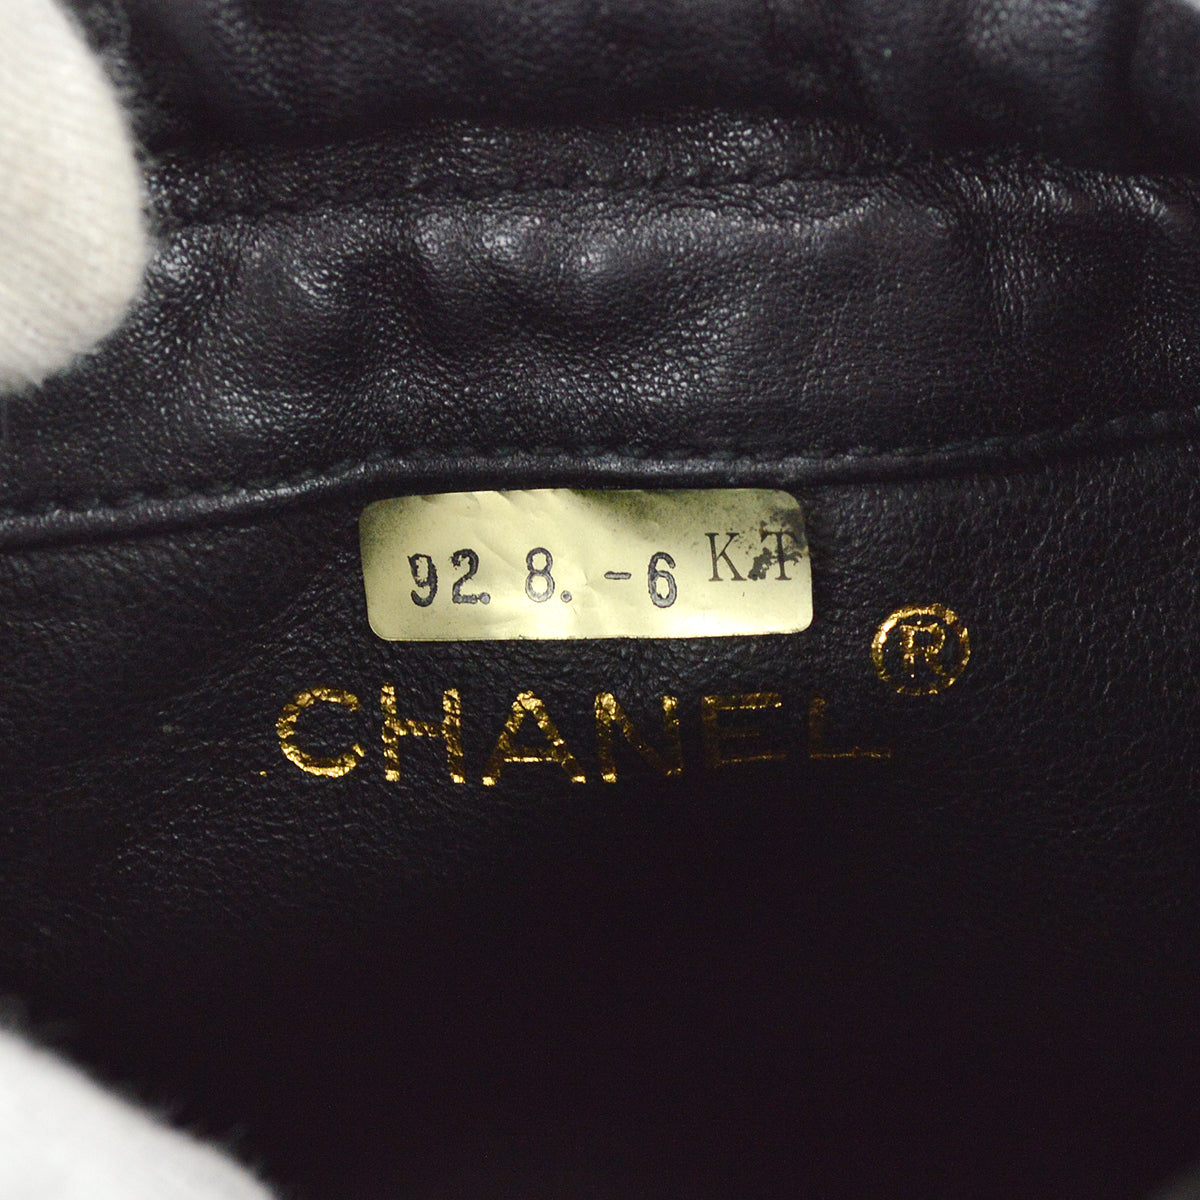 92. 8. -6 KT
CHANEL®